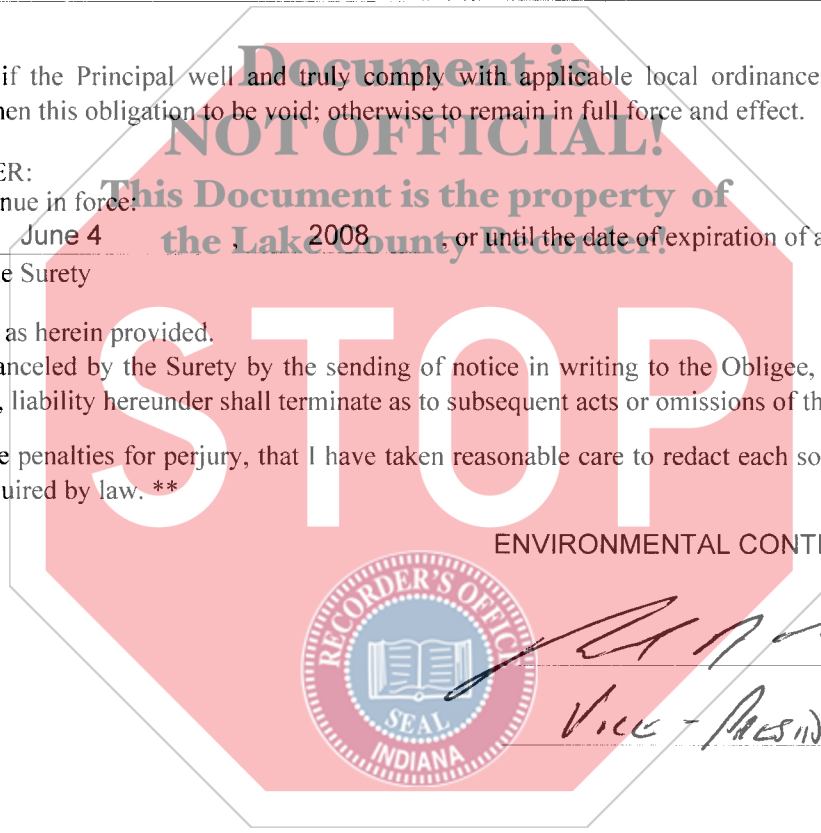 Document is
if the Principal well and truly comply with applicable local ordinance
hen this obligation to be void; otherwise to remain in full force and effect.
NOT OFFICIAL!
ER:
nue in force:
This Document is the property of
June 4 , 2008 , or until the date of expiration of a
the Lake County Recorder!
e Surety
as herein provided.
anceled by the Surety by the sending of notice in writing to the Obligee,
, liability hereunder shall terminate as to subsequent acts or omissions of th
e penalties for perjury, that I have taken reasonable care to redact each so
uired by law. **
STOP
ENVIRONMENTAL CONT
RECORDER'S OFFICE
SEAL
INDIANA
Vice - Presid